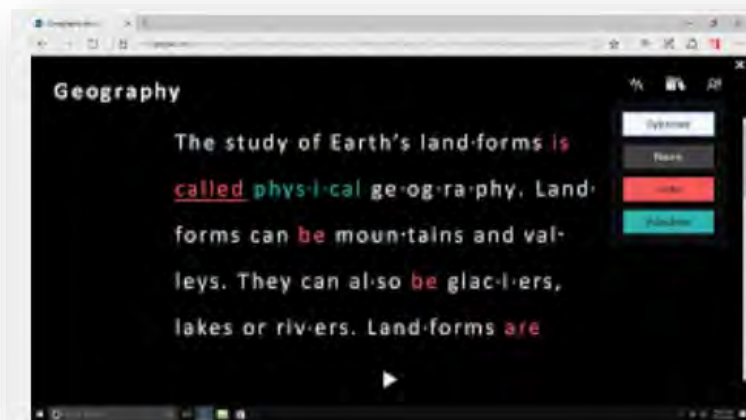 Geography
The study of Earth's land·forms is
called phys·i·cal ge·og·ra·phy. Land·
forms can be moun·tains and val·
leys. They can al·so be glac·i·ers,
lakes or riv·ers. Land·forms are